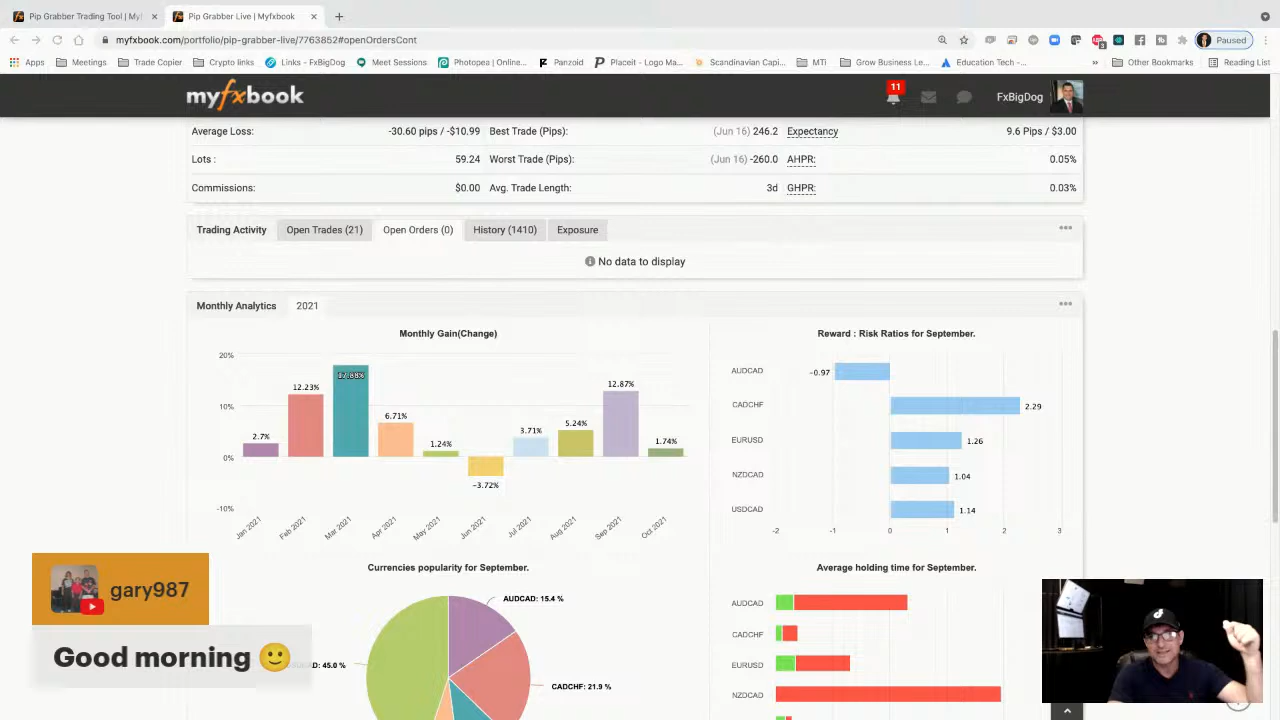 Pip Grabber Trading Tool | Myf
Pip Grabber Live | Myfxbook
myfxbook.com/portfolio/pip-grabber-live/7763852#openOrdersCont
Paused
Apps
Meetings
Trade Copier
Crypto links
Links - FxBigDog
Meet Sessions
Photopea | Online...
Panzoid
Placeit - Logo Ma...
Scandinavian Capi...
MTi
Grow Business Le...
Education Tech -...
Other Bookmarks
Reading List
myfxbook
11
FxBigDog
Average Loss: -30.60 pips / -$10.99 Best Trade (Pips): (Jun 16) 246.2 Expectancy 9.6 Pips / $3.00
Lots : 59.24 Worst Trade (Pips): (Jun 16) -260.0 AHPR: 0.05%
Commissions: $0.00 Avg. Trade Length: 3d GHPR: 0.03%
Trading Activity Open Trades (21) Open Orders (0) History (1410) Exposure
No data to display
Monthly Analytics 2021
Monthly Gain(Change)
20%
10%
0%
-10%
2.7%
12.23%
17.88%
6.71%
1.24%
-3.72%
3.71%
5.24%
12.87%
1.74%
Jan 2021
Feb 2021
Mar 2021
Apr 2021
May 2021
Jun 2021
Jul 2021
Aug 2021
Sep 2021
Oct 2021
Reward : Risk Ratios for September.
AUDCAD -0.97
CADCHF 2.29
EURUSD 1.26
NZDCAD 1.04
USDCAD 1.14
-2 -1 0 1 2 3
Currencies popularity for September.
AUDCAD: 15.4 %
CADCHF: 21.9 %
D: 45.0 %
Average holding time for September.
AUDCAD
CADCHF
EURUSD
NZDCAD
gary987
Good morning 🙂